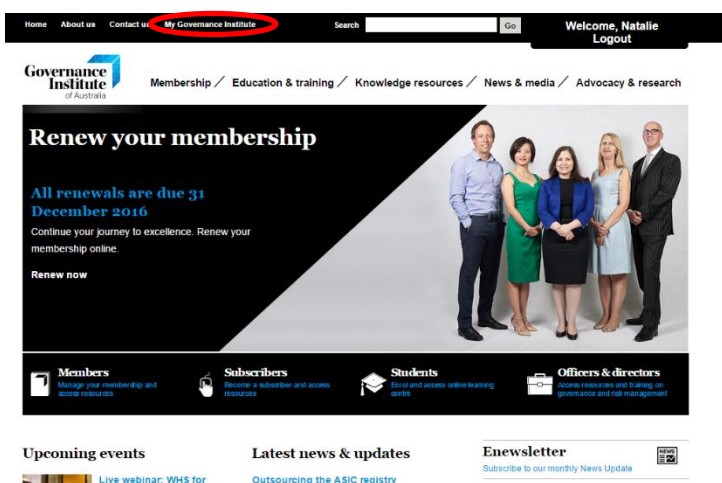 Home About us Contact us My Governance Institute Search Go Welcome, Natalie
Logout
Governance
Institute
of Australia
Membership / Education & training / Knowledge resources / News & media / Advocacy & research
Renew your membership
All renewals are due 31
December 2016
Continue your journey to excellence. Renew your
membership online.
Renew now
Members
Manage your membership and
access resources
Subscribers
Become a subscriber and access
resources
Students
Enrol and access online learning
centre
Officers & directors
Access resources and training on
governance and risk management
Upcoming events
Live webinar: WHS for
Latest news & updates
Outsourcing the ASIC registry
Enewsletter
NEWS
Subscribe to our monthly News Update